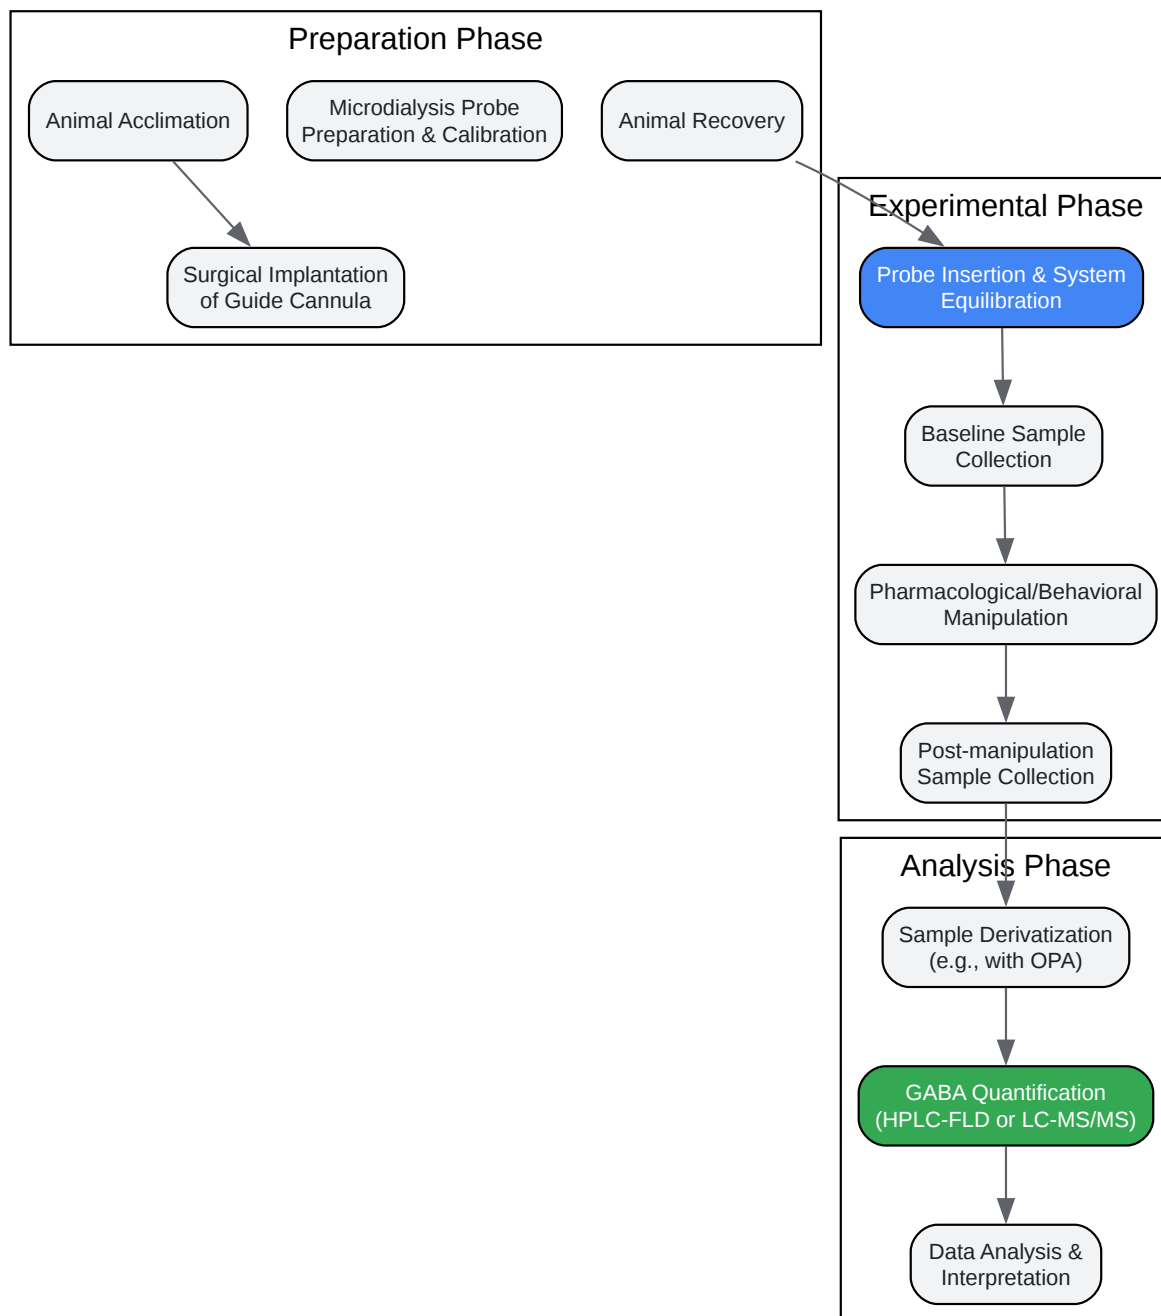 Preparation Phase
Animal Acclimation
Microdialysis Probe
Preparation & Calibration
Animal Recovery
Surgical Implantation
of Guide Cannula
Experimental Phase
Probe Insertion & System
Equilibration
Baseline Sample
Collection
Pharmacological/Behavioral
Manipulation
Post-manipulation
Sample Collection
Analysis Phase
Sample Derivatization
(e.g., with OPA)
GABA Quantification
(HPLC-FLD or LC-MS/MS)
Data Analysis &
Interpretation